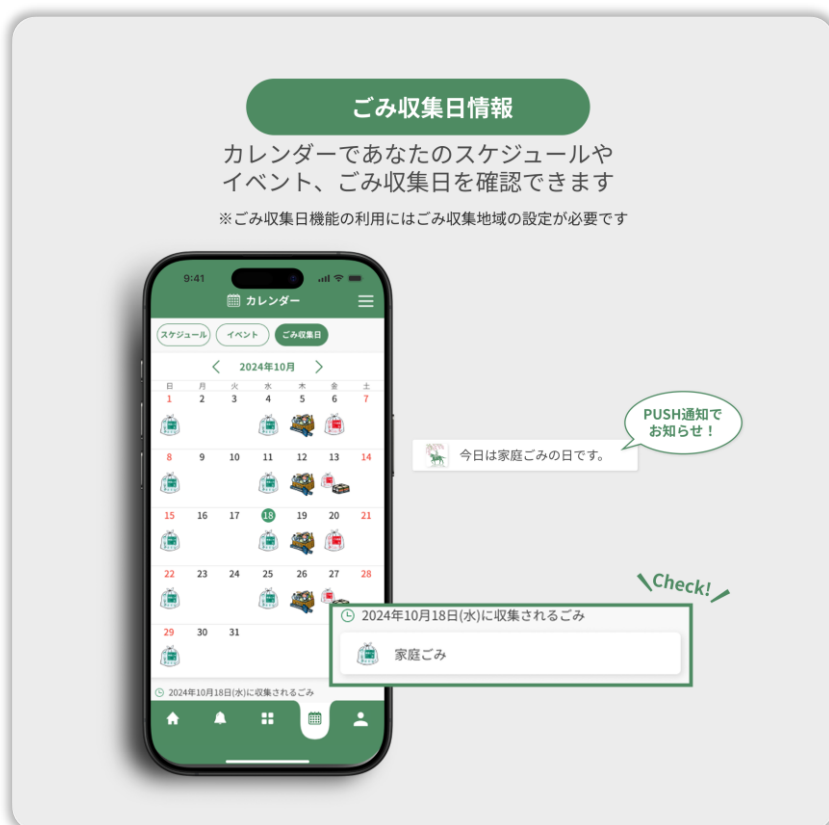 ごみ収集日情報
カレンダーであなたのスケジュールや
イベント、ごみ収集日を確認できます
※ごみ収集日機能の利用にはごみ収集地域の設定が必要です
9:41
カレンダー
スケジュール イベント ごみ収集日
2024年10月
日 月 火 水 木 金 土
1 2 3 4 5 6 7
8 9 10 11 12 13 14
15 16 17 18 19 20 21
22 23 24 25 26 27 28
29 30 31
2024年10月18日(水)に収集されるごみ
PUSH通知で
お知らせ!
今日は家庭ごみの日です。
Check!
2024年10月18日(水)に収集されるごみ
家庭ごみ